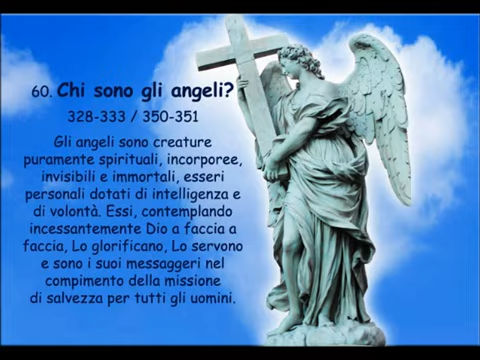 60. Chi sono gli angeli?
328-333 / 350-351
Gli angeli sono creature
puramente spirituali, incorporee,
invisibili e immortali, esseri
personali dotati di intelligenza e
di volontà. Essi, contemplando
incessantemente Dio a faccia a
faccia, Lo glorificano, Lo servono
e sono i suoi messaggeri nel
compimento della missione
di salvezza per tutti gli uomini.